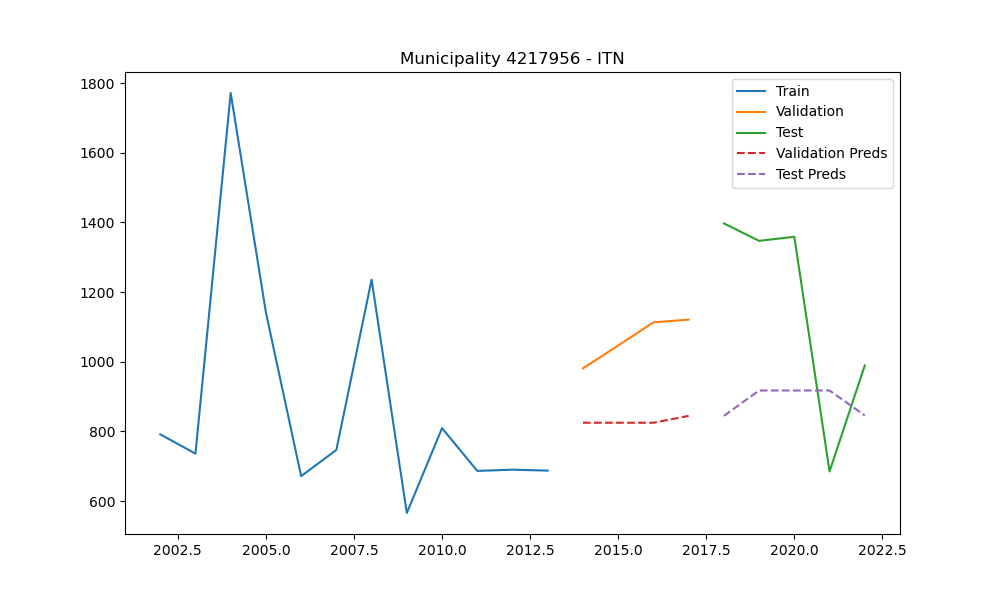 Municipality 4217956 - ITN
1800
1600
1400
1200
1000
800
600
2002.5
2005.0
2007.5
2010.0
2012.5
2015.0
2017.5
2020.0
2022.5
Train
Validation
Test
Validation Preds
Test Preds